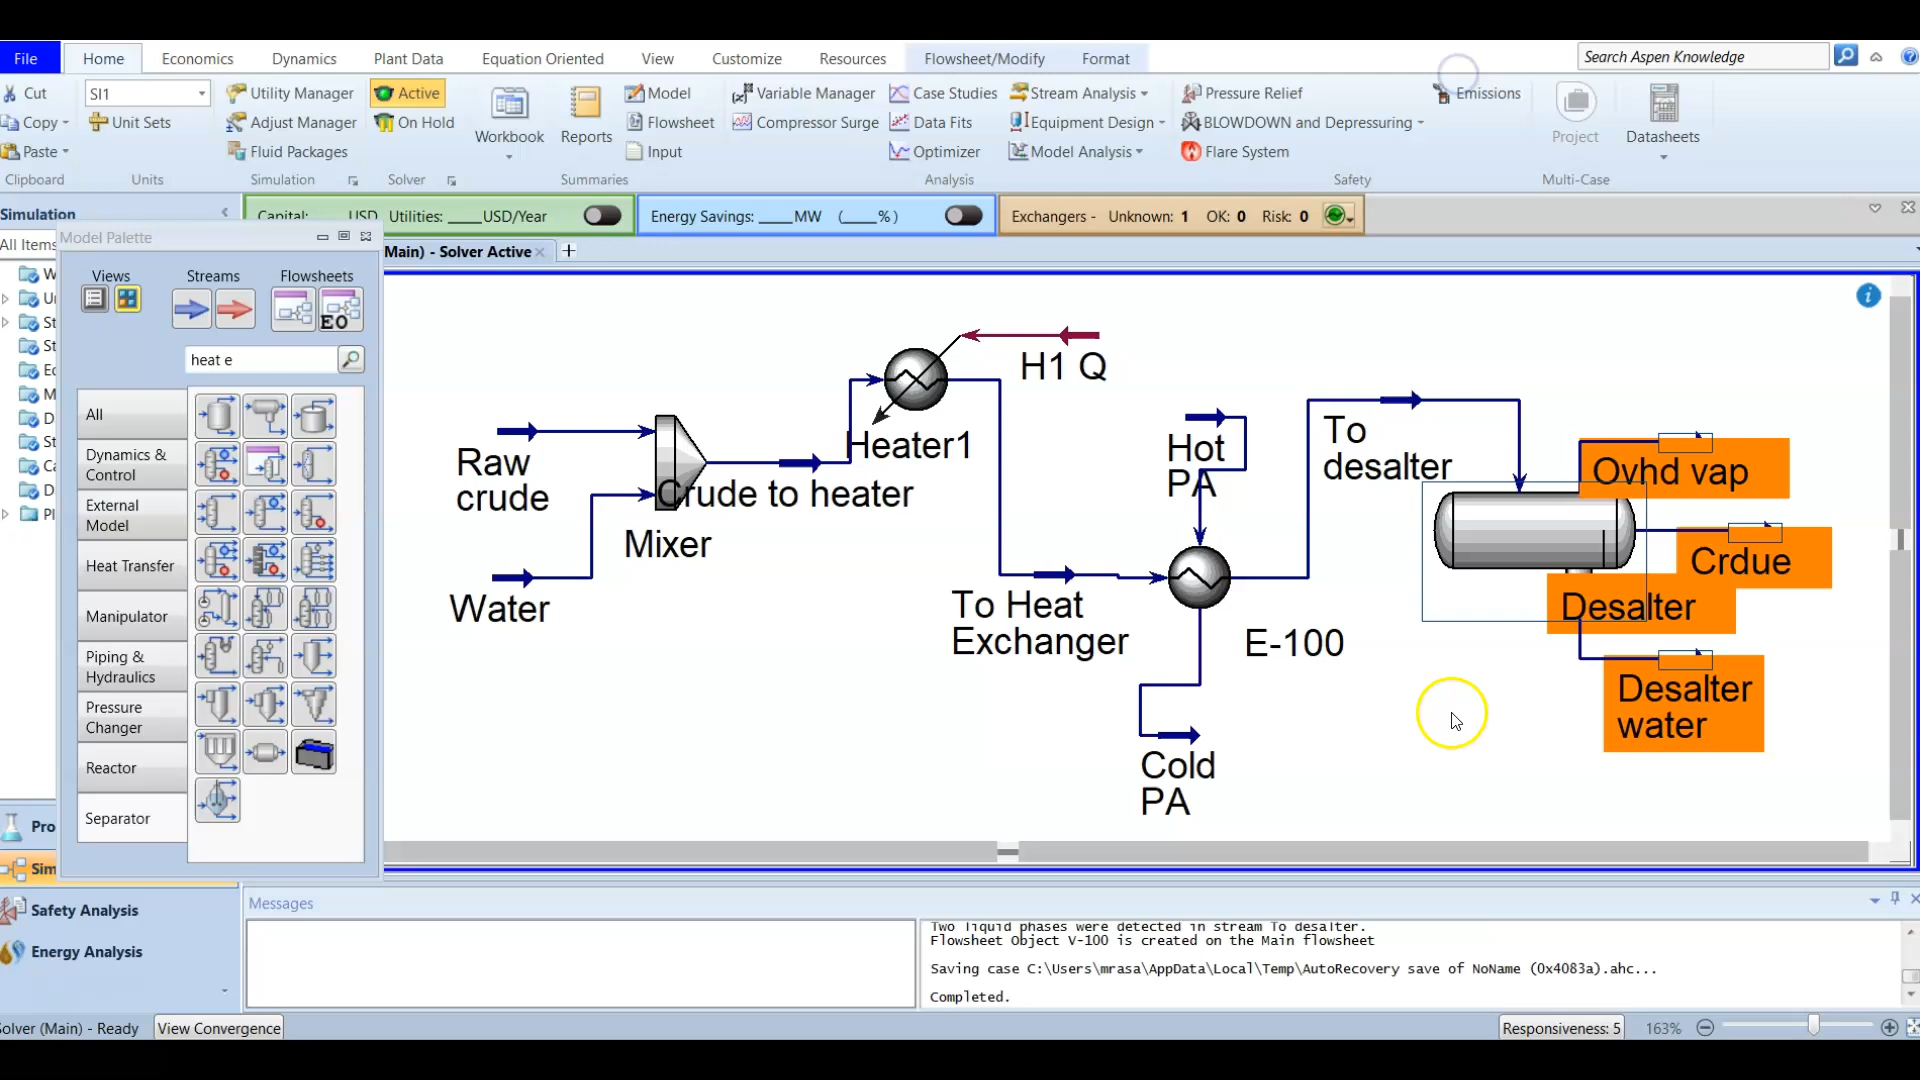 File Home Economics Dynamics Plant Data Equation Oriented View Customize Resources Flowsheet/Modify Format Search Aspen Knowledge
Cut SI1 Utility Manager Active Model Variable Manager Case Studies Stream Analysis Pressure Relief Emissions
Copy Unit Sets Adjust Manager On Hold Workbook Reports Flowsheet Compressor Surge Data Fits Equipment Design BLOWDOWN and Depressuring Project Datasheets
Paste Fluid Packages Input Optimizer Model Analysis Flare System
Clipboard Units Simulation Solver Summaries Analysis Safety Multi-Case
Simulation Capital: ____ USD Utilities: ____USD/Year Energy Savings: ____ MW (____%) Exchangers - Unknown: 1 OK: 0 Risk: 0
All Items
Model Palette
Main) - Solver Active
Views Streams Flowsheets
EO
heat e
All
Dynamics &
Control
External
Model
Heat Transfer
Manipulator
Piping &
Hydraulics
Pressure
Changer
Reactor
Separator
H1 Q
Heater1
Raw
crude
Crude to heater
Mixer
Water
Hot
PA
To
desalter
To Heat
Exchanger
E-100
Cold
PA
Ovhd vap
Crdue
Desalter
Desalter
water
Pro
Sim
Safety Analysis
Energy Analysis
Messages
Two liquid phases were detected in stream To desalter.
Flowsheet Object V-100 is created on the Main flowsheet
Saving case C:\Users\mrasa\AppData\Local\Temp\AutoRecovery save of NoName (0x4083a).ahc...
Completed.
Solver (Main) - Ready View Convergence Responsiveness: 5 163%